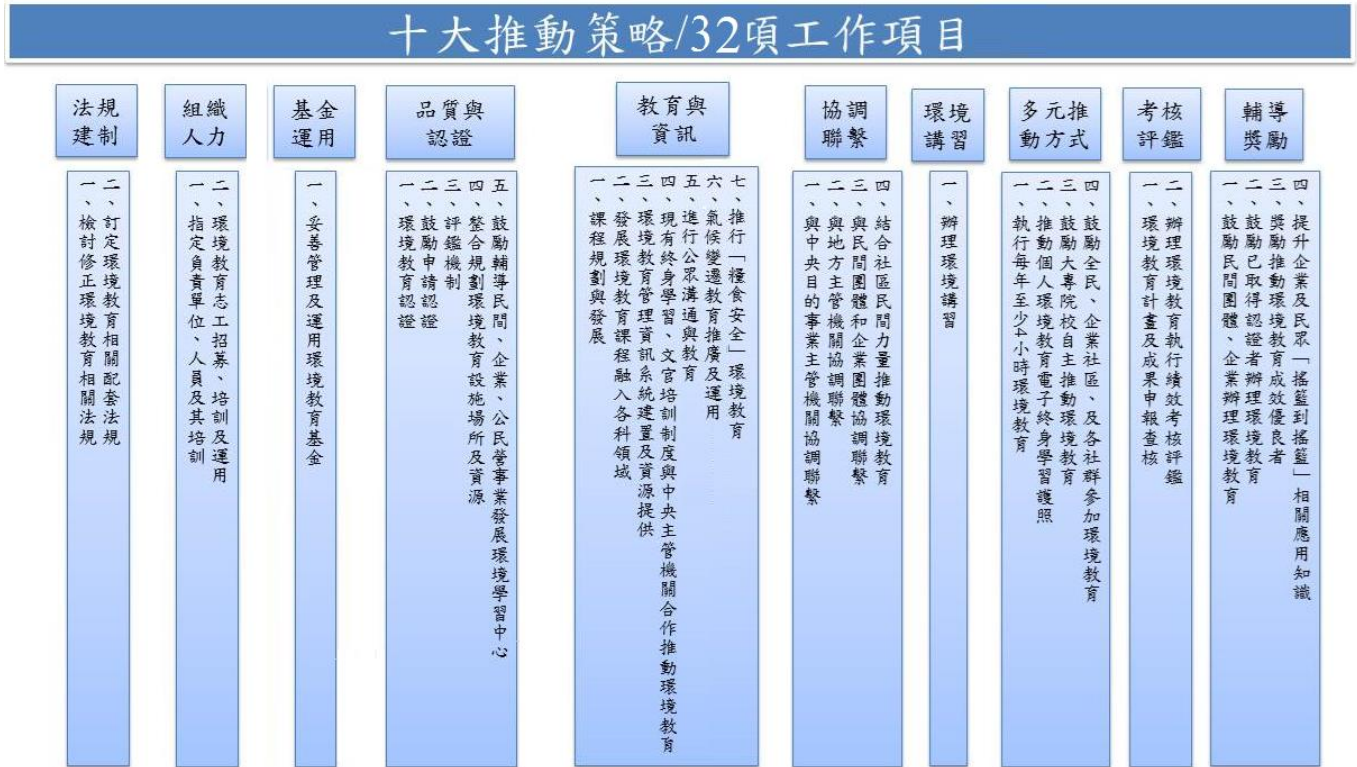 十大推動策略/32項工作項目
法規
建制
一、檢討修正環境教育相關法規
二、訂定環境教育相關配套法規
組織
人力
一、指定負責單位、人員及其培訓
二、環境教育志工招募、培訓及運用
基金
運用
一、妥善管理及運用環境教育基金
品質與
認證
一、環境教育認證
二、鼓勵申請認證
三、評鑑機制
四、整合規劃環境教育設施場所及資源
五、鼓勵輔導民間、企業、公民營事業發展環境學習中心
教育與
資訊
一、課程規劃與發展
二、發展環境教育課程融入各科領域
三、環境教育管理資訊系統建置及資源提供
四、現有終身學習、文官培訓制度與中央主管機關合作推動環境教育
五、進行公眾溝通與教育
六、氣候變遷教育推廣及運用
七、推行「糧食安全」環境教育
協調
聯繫
一、與中央目的事業主管機關協調聯繫
二、與地方主管機關協調聯繫
三、與民間團體和企業團體協調聯繫
四、結合社區民間力量推動環境教育
環境
講習
一、辦理環境講習
多元推
動方式
一、執行每年至少4小時環境教育
二、推動個人環境教育電子終身學習護照
三、鼓勵大專院校自主推動環境教育
四、鼓勵全民、企業社區、及各社群參加環境教育
考核
評鑑
一、環境教育計畫及成果申報查核
二、辦理環境教育執行績效考核評鑑
輔導
獎勵
一、鼓勵民間團體、企業辦理環境教育
二、鼓勵已取得認證者辦理環境教育
三、獎勵推動環境教育成效優良者
四、提升企業及民眾「搖籃到搖籃」相關應用知識